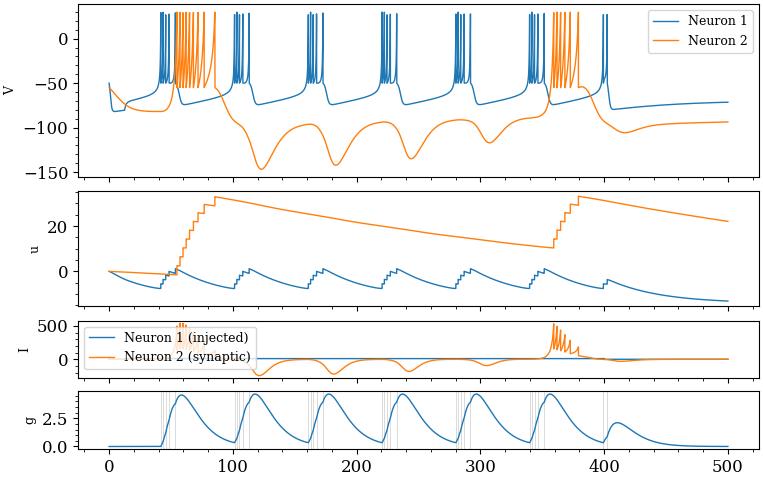 0
−50
−100
−150
V
Neuron 1
Neuron 2
20
0
u
500
0
I
Neuron 1 (injected)
Neuron 2 (synaptic)
2.5
0.0
g
0 100 200 300 400 500